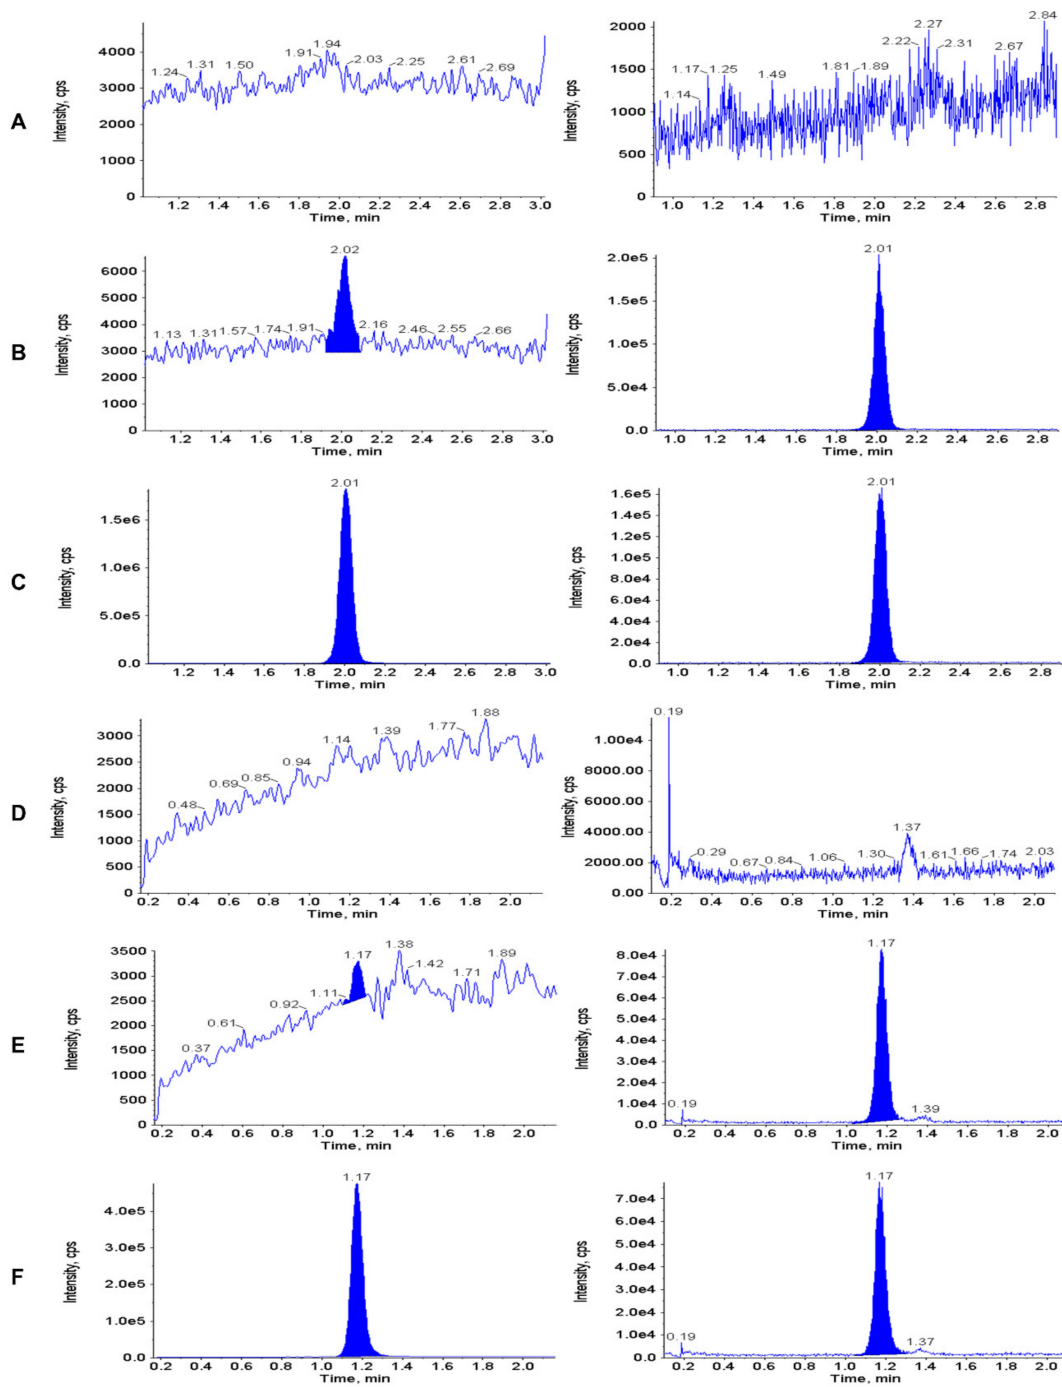 A
Intensity, cps
4000
3000
2000
1000
0
1.24 1.31 1.50 1.91 1.94 2.03 2.25 2.61 2.69
1.2 1.4 1.6 1.8 2.0 2.2 2.4 2.6 2.8 3.0
Time, min
Intensity, cps
2000
1500
1000
500
0
1.14 1.17 1.25 1.49 1.81 1.89 2.22 2.27 2.31 2.67 2.84
1.0 1.2 1.4 1.6 1.8 2.0 2.2 2.4 2.6 2.8
Time, min
B
Intensity, cps
6000
5000
4000
3000
2000
1000
0
1.13 1.31 1.57 1.74 1.91 2.02 2.16 2.46 2.55 2.66
1.2 1.4 1.6 1.8 2.0 2.2 2.4 2.6 2.8 3.0
Time, min
Intensity, cps
2.0e5
1.5e5
1.0e5
5.0e4
0.0
2.01
1.0 1.2 1.4 1.6 1.8 2.0 2.2 2.4 2.6 2.8
Time, min
C
Intensity, cps
1.5e6
1.0e6
5.0e5
0.0
2.01
1.2 1.4 1.6 1.8 2.0 2.2 2.4 2.6 2.8 3.0
Time, min
Intensity, cps
1.6e5
1.4e5
1.2e5
1.0e5
8.0e4
6.0e4
4.0e4
2.0e4
0.0
2.01
1.0 1.2 1.4 1.6 1.8 2.0 2.2 2.4 2.6 2.8
Time, min
D
Intensity, cps
3000
2500
2000
1500
1000
500
0
0.48 0.69 0.85 0.94 1.14 1.39 1.77 1.88
0.2 0.4 0.6 0.8 1.0 1.2 1.4 1.6 1.8 2.0
Time, min
Intensity, cps
1.00e4
8000.00
6000.00
4000.00
2000.00
0.00
0.19 0.29 0.67 0.84 1.06 1.30 1.37 1.61 1.66 1.74 2.03
0.2 0.4 0.6 0.8 1.0 1.2 1.4 1.6 1.8 2.0
Time, min
E
Intensity, cps
3500
3000
2500
2000
1500
1000
500
0
0.37 0.61 0.92 1.11 1.17 1.38 1.42 1.71 1.89
0.2 0.4 0.6 0.8 1.0 1.2 1.4 1.6 1.8 2.0
Time, min
Intensity, cps
8.0e4
6.0e4
4.0e4
2.0e4
0.0
0.19 1.17 1.39
0.2 0.4 0.6 0.8 1.0 1.2 1.4 1.6 1.8 2.0
Time, min
F
Intensity, cps
4.0e5
3.0e5
2.0e5
1.0e5
0.0
1.17
0.2 0.4 0.6 0.8 1.0 1.2 1.4 1.6 1.8 2.0
Time, min
Intensity, cps
7.0e4
6.0e4
5.0e4
4.0e4
3.0e4
2.0e4
1.0e4
0.0
0.19 1.17 1.37
0.2 0.4 0.6 0.8 1.0 1.2 1.4 1.6 1.8 2.0
Time, min